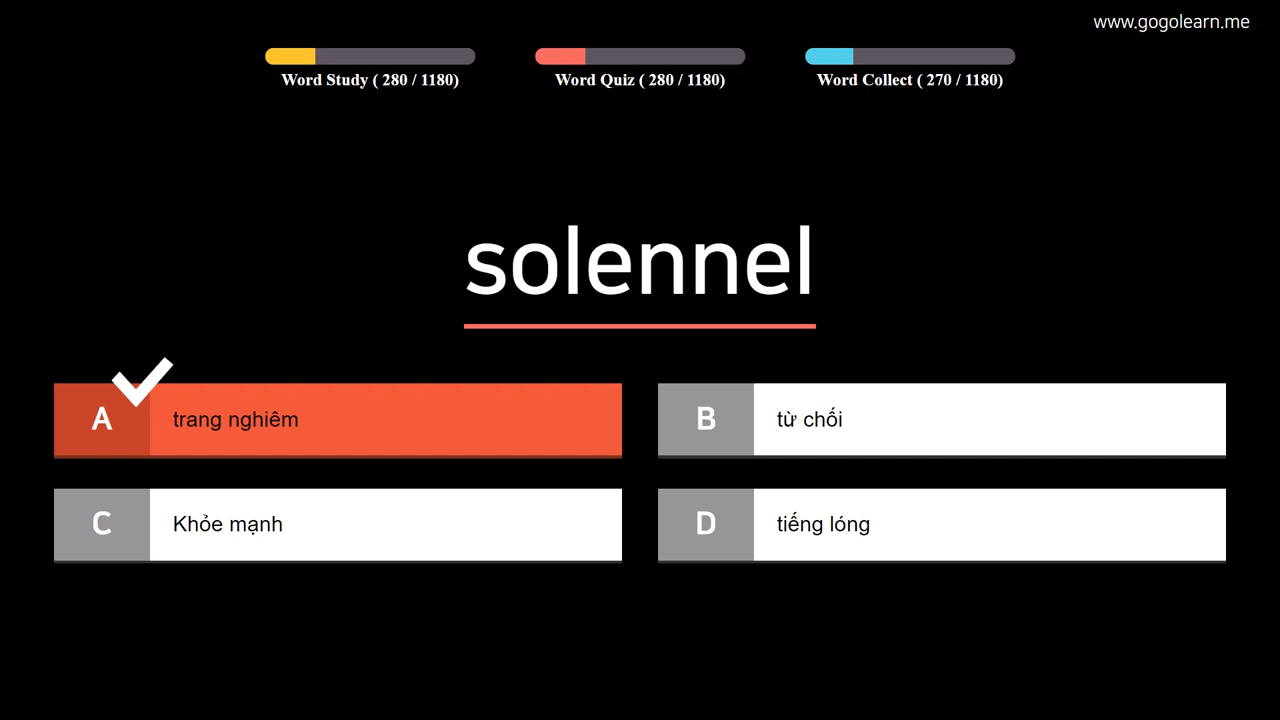 www.gogolearn.me
Word Study ( 280 / 1180)
Word Quiz ( 280 / 1180)
Word Collect ( 270 / 1180)
solennel
A trang nghiêm
B từ chối
C Khỏe mạnh
D tiếng lóng